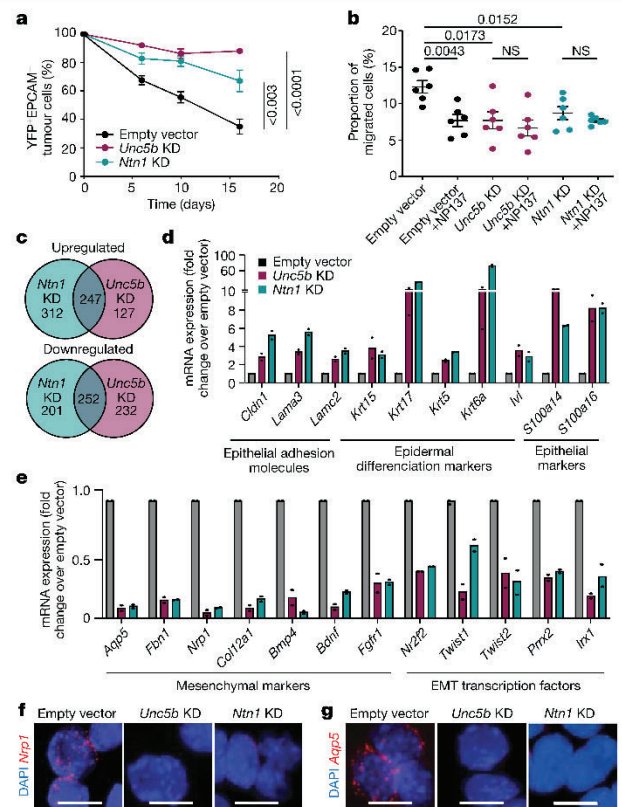 a
YFP+EPCAM−
tumour cells (%)
100
80
60
40
20
0
0 5 10 15 20
Time (days)
Empty vector
Unc5b KD
Ntn1 KD
<0.003
<0.0001
b
Proportion of
migrated cells (%)
20
15
10
5
0
0.0152
0.0173
0.0043 NS NS
Empty vector
Empty vector
+NP137
Unc5b KD
Unc5b KD
+NP137
Ntn1 KD
Ntn1 KD
+NP137
c
Upregulated
Ntn1
KD
312
247
Unc5b
KD
127
Downregulated
Ntn1
KD
201
252
Unc5b
KD
232
d
mRNA expression (fold
change over empty vector)
100
60
10
8
6
4
2
0
Empty vector
Unc5b KD
Ntn1 KD
Cldn1 Lama3 Lamc2 Krt15 Krt17 Krt5 Krt6a Ivl S100a14 S100a16
Epithelial adhesion
molecules
Epidermal
differenciation markers
Epithelial
markers
e
mRNA expression (fold
change over empty vector)
1.0
0.5
0
Aqp5 Fbn1 Nrp1 Col12a1 Bmp4 Bdnf Fgfr1 Nr2f2 Twist1 Twist2 Prrx2 Irx1
Mesenchymal markers
EMT transcription factors
f
Empty vector Unc5b KD Ntn1 KD
DAPI Nrp1
g
Empty vector Unc5b KD Ntn1 KD
DAPI Aqp5